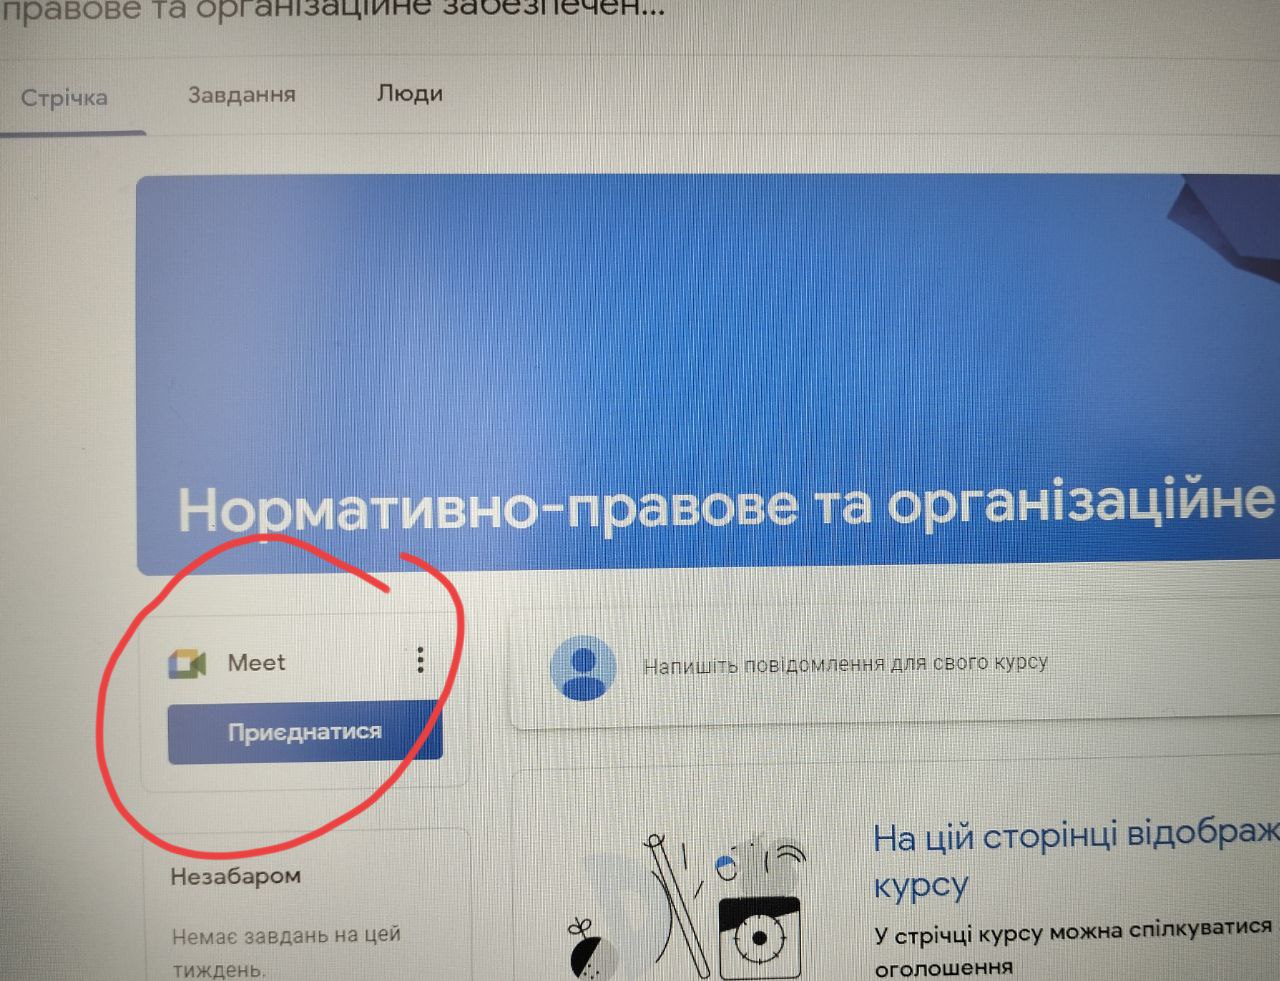 правове та організаційне забезпечен...
Стрічка Завдання Люди
Нормативно-правове та організаційне
Meet
Приєднатися
Напишіть повідомлення для свого курсу
Незабаром
Немає завдань на цей
тиждень.
На цій сторінці відображ
курсу
У стрічці курсу можна спілкуватися
оголошення